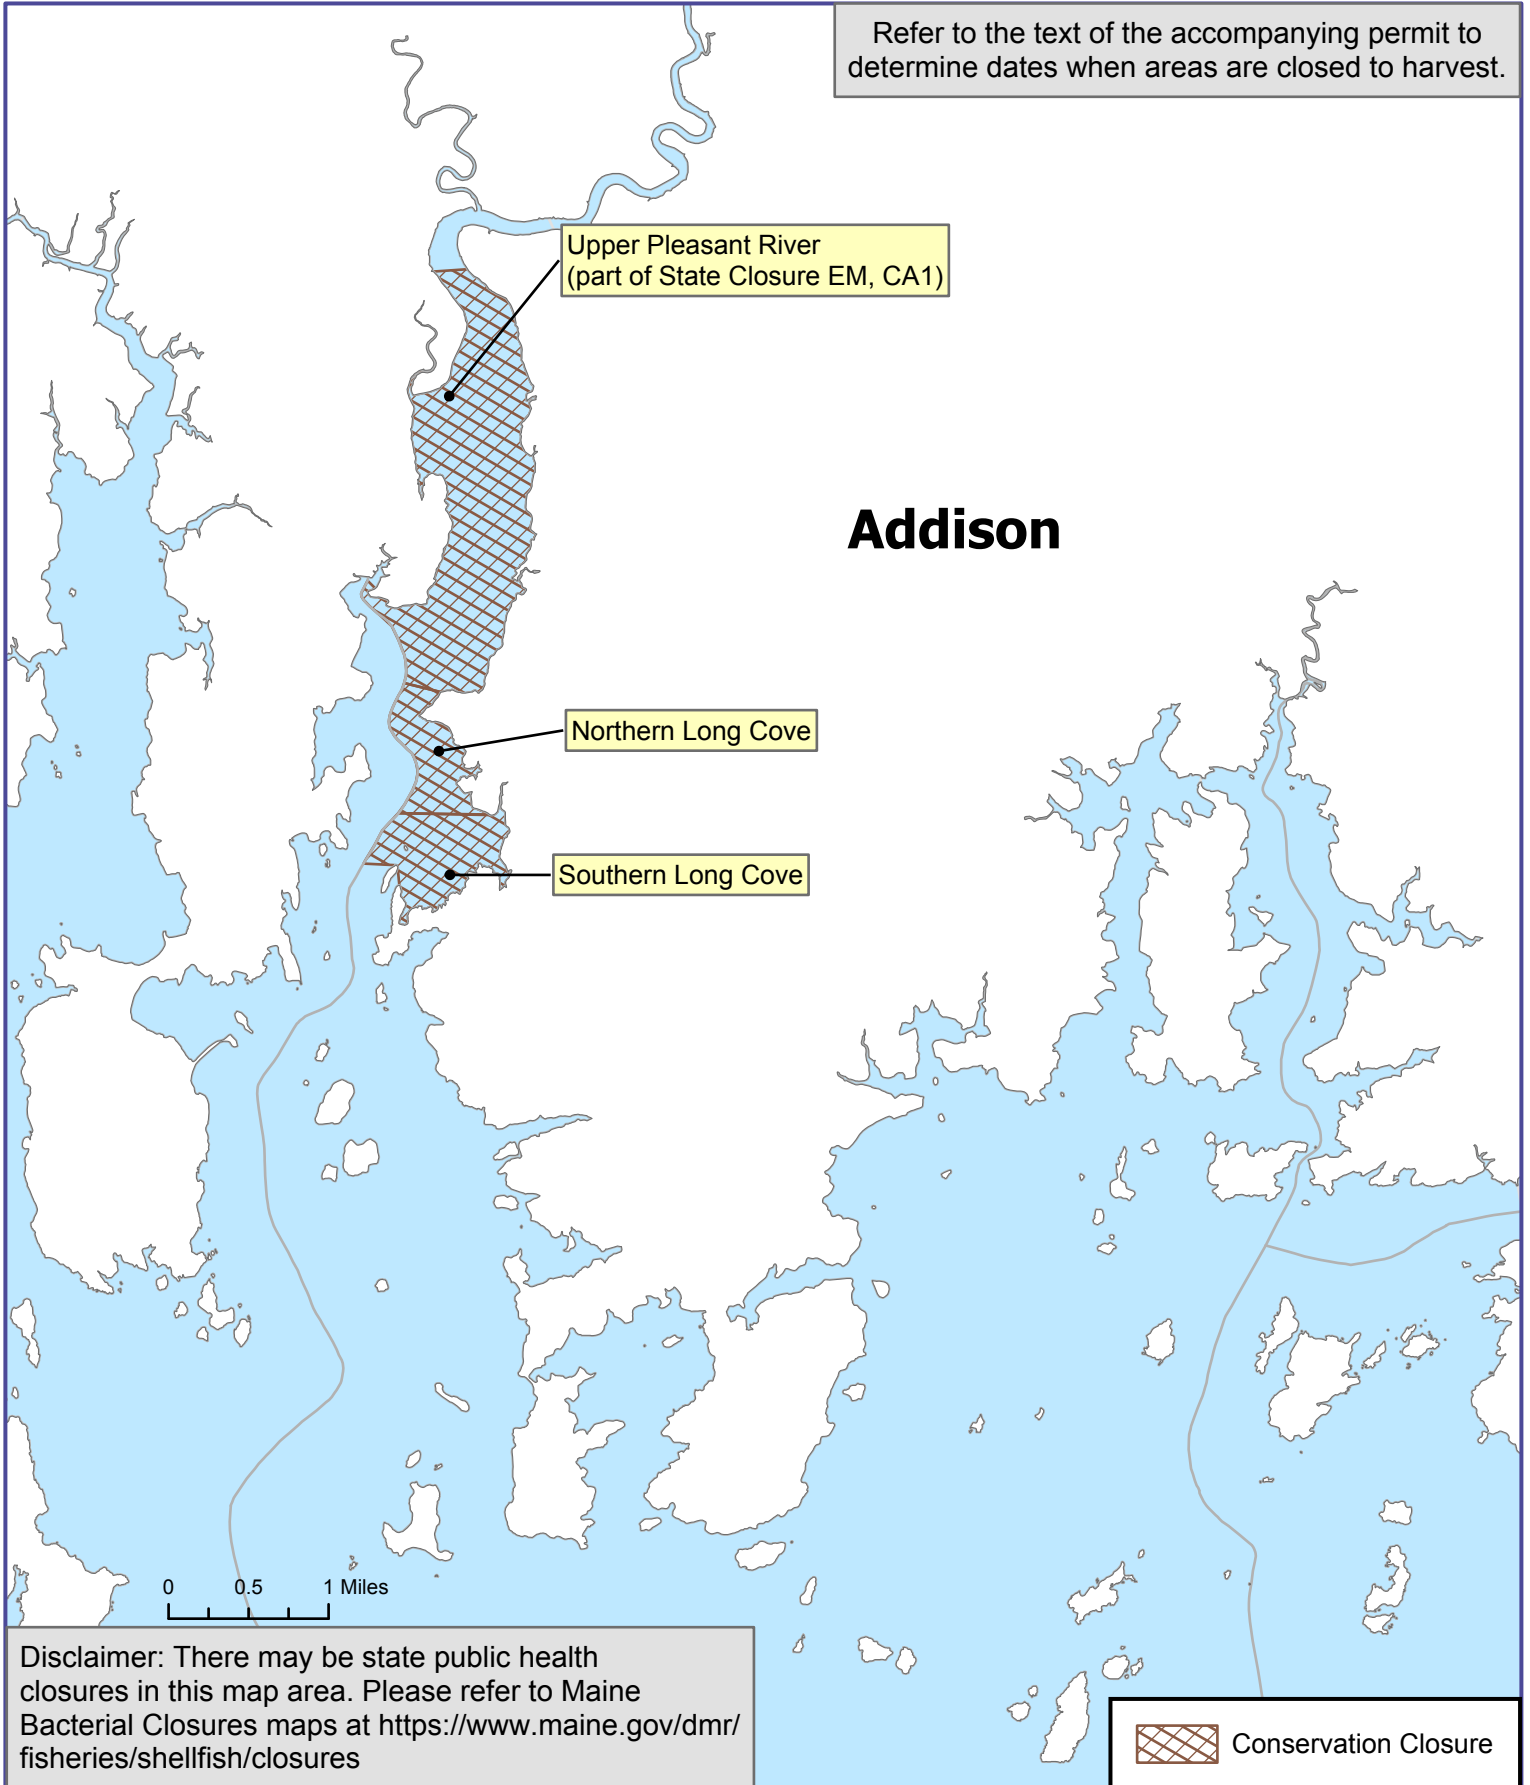 Refer to the text of the accompanying permit to
determine dates when areas are closed to harvest.
Upper Pleasant River
(part of State Closure EM, CA1)
Addison
Northern Long Cove
Southern Long Cove
0 0.5 1 Miles
Disclaimer: There may be state public health
closures in this map area. Please refer to Maine
Bacterial Closures maps at https://www.maine.gov/dmr/
fisheries/shellfish/closures
Conservation Closure